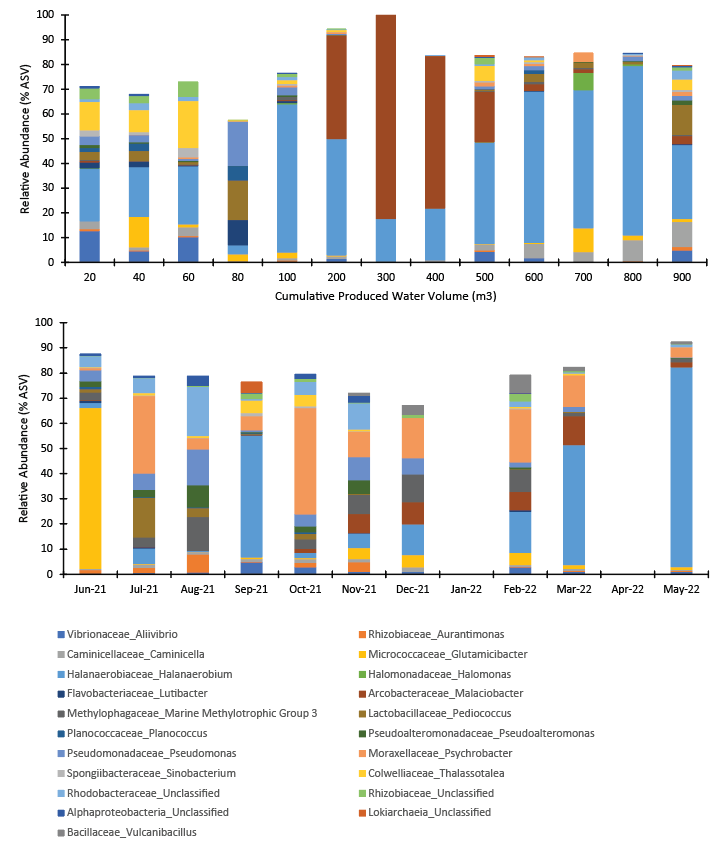 100
90
80
70
60
50
40
30
20
10
0
Relative Abundance (% ASV)
20 40 60 80 100 200 300 400 500 600 700 800 900
Cumulative Produced Water Volume (m3)
100
90
80
70
60
50
40
30
20
10
0
Relative Abundance (% ASV)
Jun-21 Jul-21 Aug-21 Sep-21 Oct-21 Nov-21 Dec-21 Jan-22 Feb-22 Mar-22 Apr-22 May-22
Vibrionaceae_Aliivibrio
Rhizobiaceae_Aurantimonas
Caminicellaceae_Caminicella
Micrococcaceae_Glutamicibacter
Halanaerobiaceae_Halanaerobium
Halomonadaceae_Halomonas
Flavobacteriaceae_Lutibacter
Arcobacteraceae_Malaciobacter
Methylophagaceae_Marine Methylotrophic Group 3
Lactobacillaceae_Pediococcus
Planococcaceae_Planococcus
Pseudoalteromonadaceae_Pseudoalteromonas
Pseudomonadaceae_Pseudomonas
Moraxellaceae_Psychrobacter
Spongiibacteraceae_Sinobacterium
Colwelliaceae_Thalassotalea
Rhodobacteraceae_Unclassified
Rhizobiaceae_Unclassified
Alphaproteobacteria_Unclassified
Lokiarchaeia_Unclassified
Bacillaceae_Vulcanibacillus